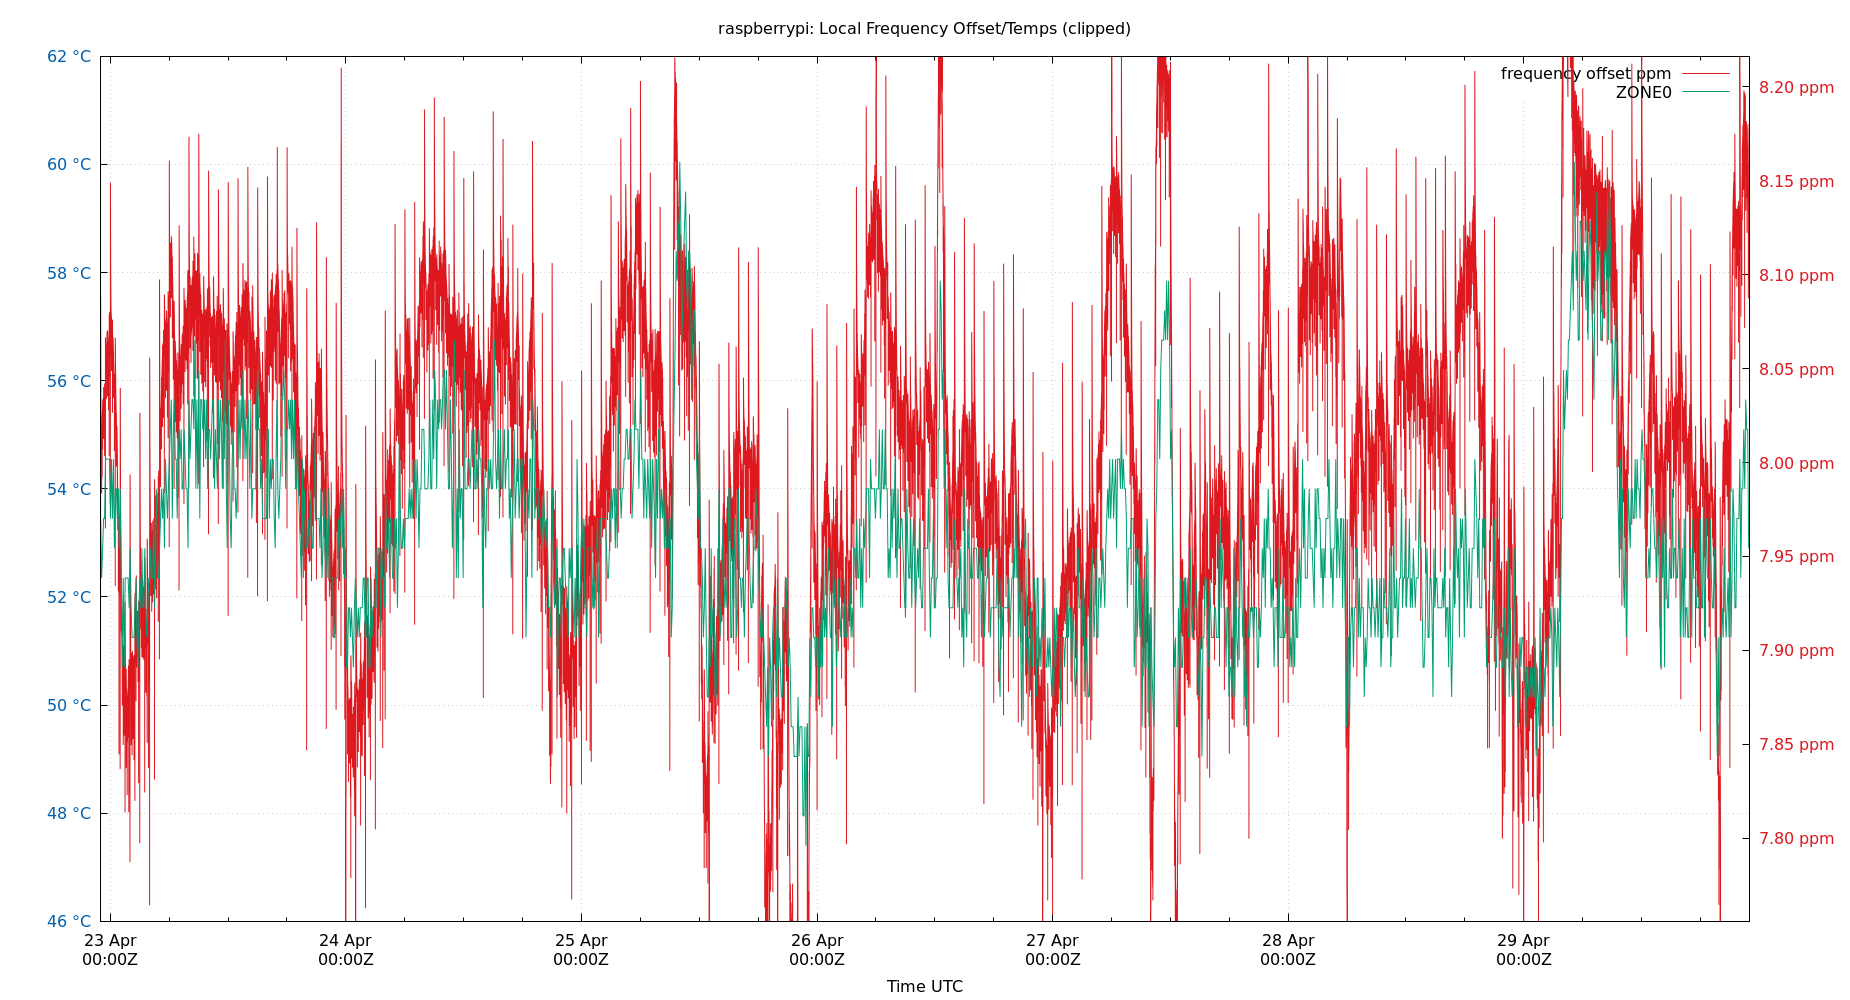 raspberrypi: Local Frequency Offset/Temps (clipped)
62 °C
60 °C
58 °C
56 °C
54 °C
52 °C
50 °C
48 °C
46 °C
frequency offset ppm
ZONE0
8.20 ppm
8.15 ppm
8.10 ppm
8.05 ppm
8.00 ppm
7.95 ppm
7.90 ppm
7.85 ppm
7.80 ppm
23 Apr
00:00Z
24 Apr
00:00Z
25 Apr
00:00Z
26 Apr
00:00Z
27 Apr
00:00Z
28 Apr
00:00Z
29 Apr
00:00Z
Time UTC